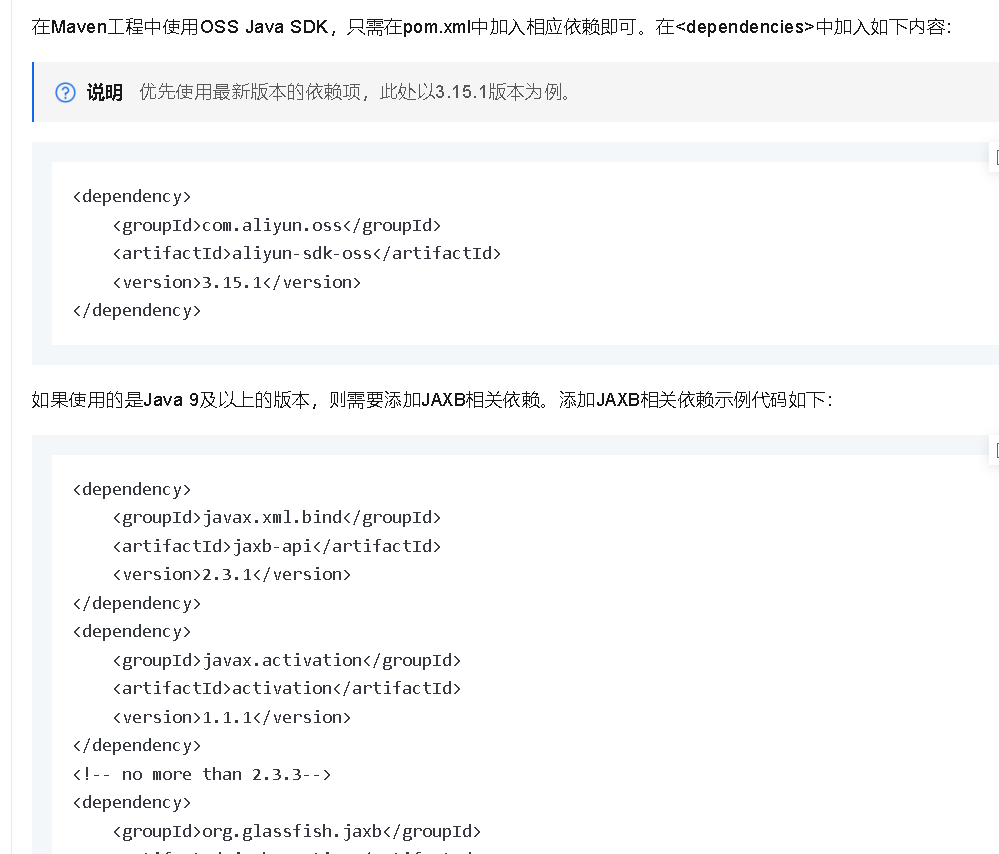 在Maven工程中使用OSS Java SDK，只需在pom.xml中加入相应依赖即可。在<dependencies>中加入如下内容：
说明 优先使用最新版本的依赖项，此处以3.15.1版本为例。
<dependency>
    <groupId>com.aliyun.oss</groupId>
    <artifactId>aliyun-sdk-oss</artifactId>
    <version>3.15.1</version>
</dependency>
如果使用的是Java 9及以上的版本，则需要添加JAXB相关依赖。添加JAXB相关依赖示例代码如下：
<dependency>
    <groupId>javax.xml.bind</groupId>
    <artifactId>jaxb-api</artifactId>
    <version>2.3.1</version>
</dependency>
<dependency>
    <groupId>javax.activation</groupId>
    <artifactId>activation</artifactId>
    <version>1.1.1</version>
</dependency>
<!-- no more than 2.3.3-->
<dependency>
    <groupId>org.glassfish.jaxb</groupId>